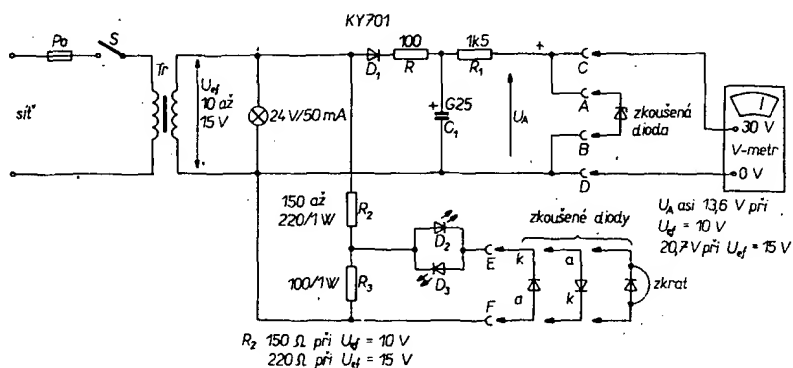 KY701
Po
S
Tr
síť
U_ef
10 až
15 V
24 V/50 mA
D₁
100
R
1k5
R₁
+
+
G25
C₁
U_A
C
A
B
D
zkoušená
dioda
30 V
V-metr
0 V
U_A asi 13,6 V při
U_ef = 10 V
20,7 V při U_ef = 15 V
150 až
220/1 W
R₂
100/1 W
R₃
D₂
D₃
E
F
zkoušené diody
k
a
a
k
zkrat
R₂ 150 Ω při U_ef = 10 V
220 Ω při U_ef = 15 V